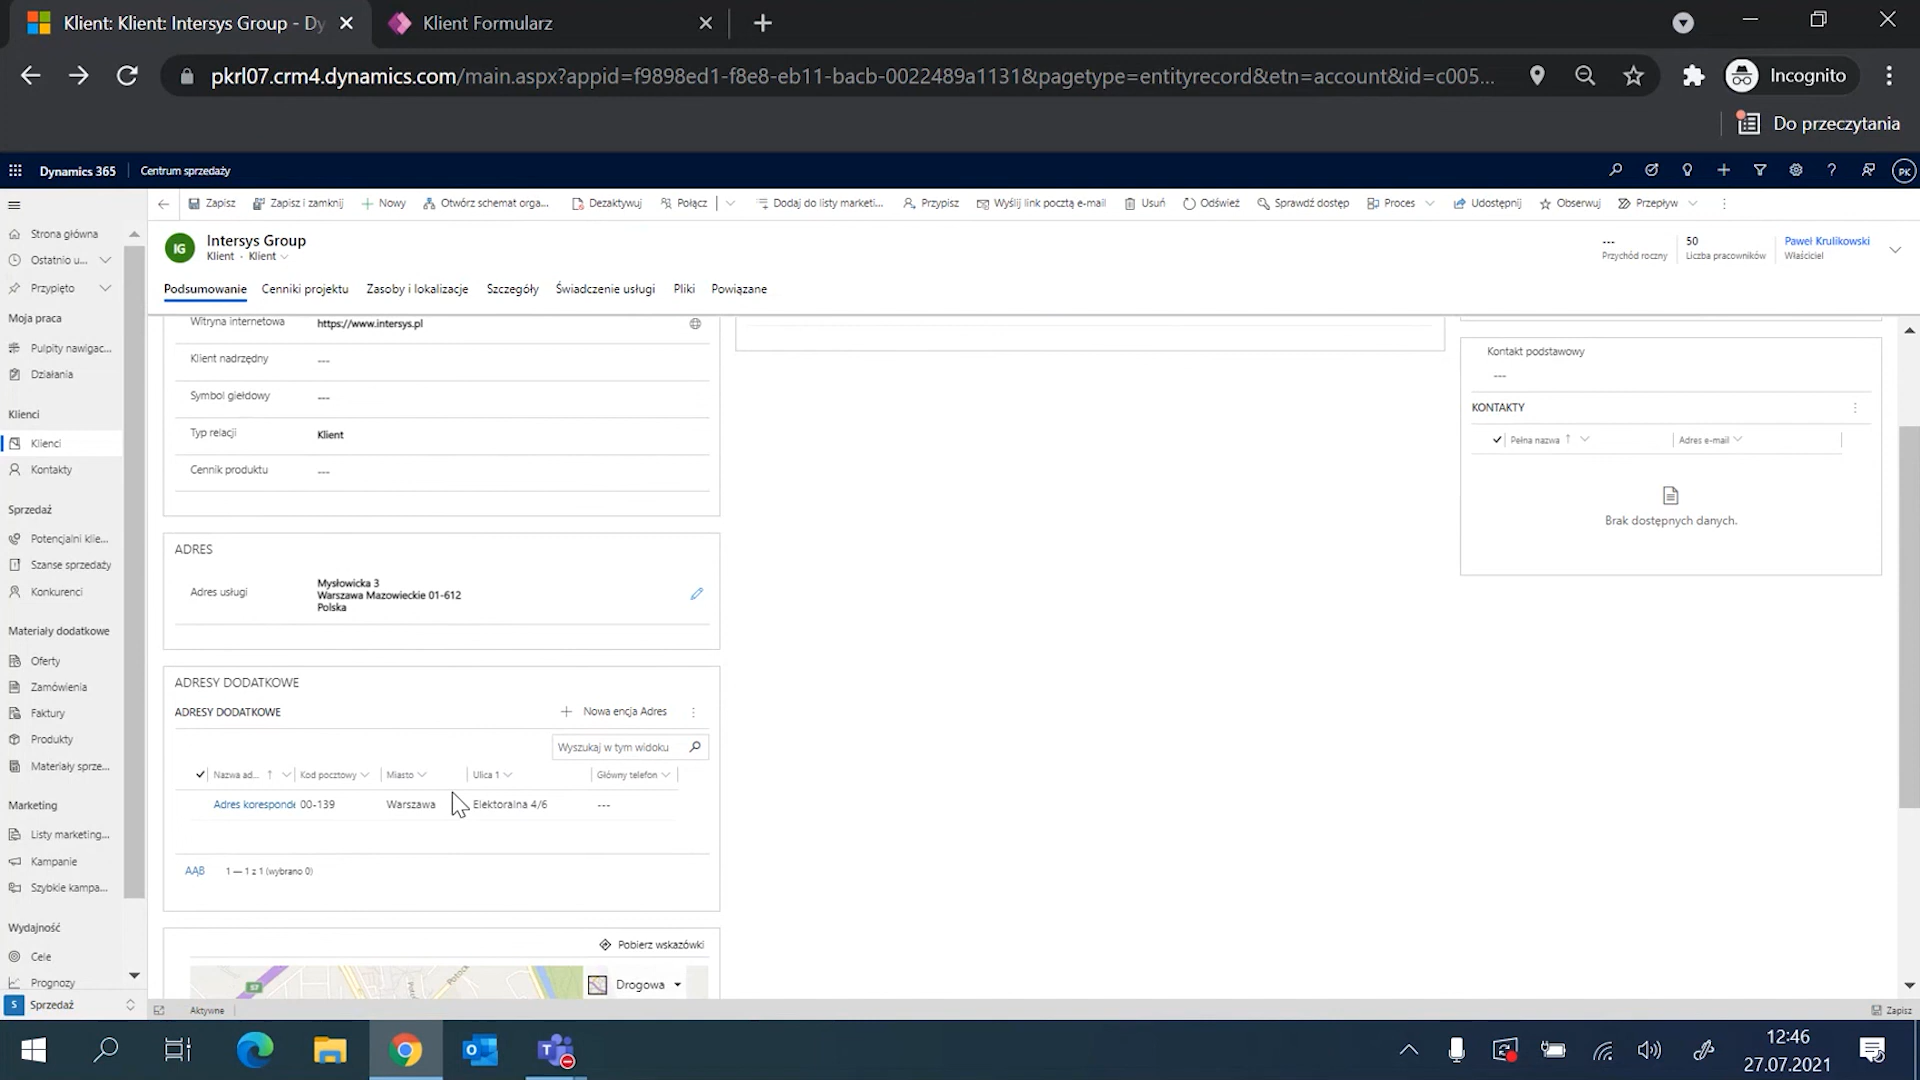 Klient: Klient: Intersys Group - Dy
Klient Formularz
pkrl07.crm4.dynamics.com/main.aspx?appid=f9898ed1-f8e8-eb11-bacb-0022489a1131&pagetype=entityrecord&etn=account&id=c005...
Incognito
Do przeczytania
Dynamics 365
Centrum sprzedaży
PK
Zapisz
Zapisz i zamknij
Nowy
Otwórz schemat orga...
Dezaktywuj
Połącz
Dodaj do listy marketi...
Przypisz
Wyślij link pocztą e-mail
Usuń
Odśwież
Sprawdź dostęp
Proces
Udostępnij
Obserwuj
Przepływ
IG
Intersys Group
Klient · Klient
---
Przychód roczny
50
Liczba pracowników
Paweł Krulikowski
Właściciel
Podsumowanie
Cenniki projektu
Zasoby i lokalizacje
Szczegóły
Świadczenie usługi
Pliki
Powiązane
Strona główna
Ostatnio u...
Przypięto
Moja praca
Pulpity nawigac...
Działania
Klienci
Klienci
Kontakty
Sprzedaż
Potencjalni klie...
Szanse sprzedaży
Konkurenci
Materiały dodatkowe
Oferty
Zamówienia
Faktury
Produkty
Materiały sprze...
Marketing
Listy marketing...
Kampanie
Szybkie kampa...
Wydajność
Cele
Prognozy
S
Sprzedaż
Witryna internetowa
https://www.intersys.pl
Klient nadrzędny
---
Symbol giełdowy
---
Typ relacji
Klient
Cennik produktu
---
ADRES
Adres usługi
Mysłowicka 3
Warszawa Mazowieckie 01-612
Polska
ADRESY DODATKOWE
ADRESY DODATKOWE
Nowa encja Adres
Wyszukaj w tym widoku
Nazwa ad...
Kod pocztowy
Miasto
Ulica 1
Główny telefon
Adres koresponde
00-139
Warszawa
Elektoralna 4/6
---
AĄB
1 — 1 z 1 (wybrano 0)
Pobierz wskazówki
Drogowa
Kontakt podstawowy
---
KONTAKTY
Pełna nazwa
Adres e-mail
Brak dostępnych danych.
Aktywne
Zapisz
12:46
27.07.2021